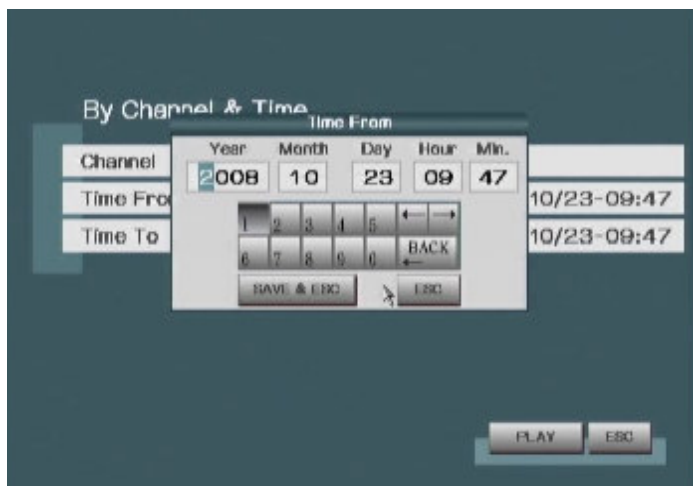 By Channel & Time
Time From
Year Month Day Hour Min.
Channel
2008 10 23 09 47
Time Fro 10/23-09:47
1 2 3 4 5 ← →
Time To 10/23-09:47
6 7 8 9 0 BACK ←
SAVE & ESC ESC
PLAY ESC